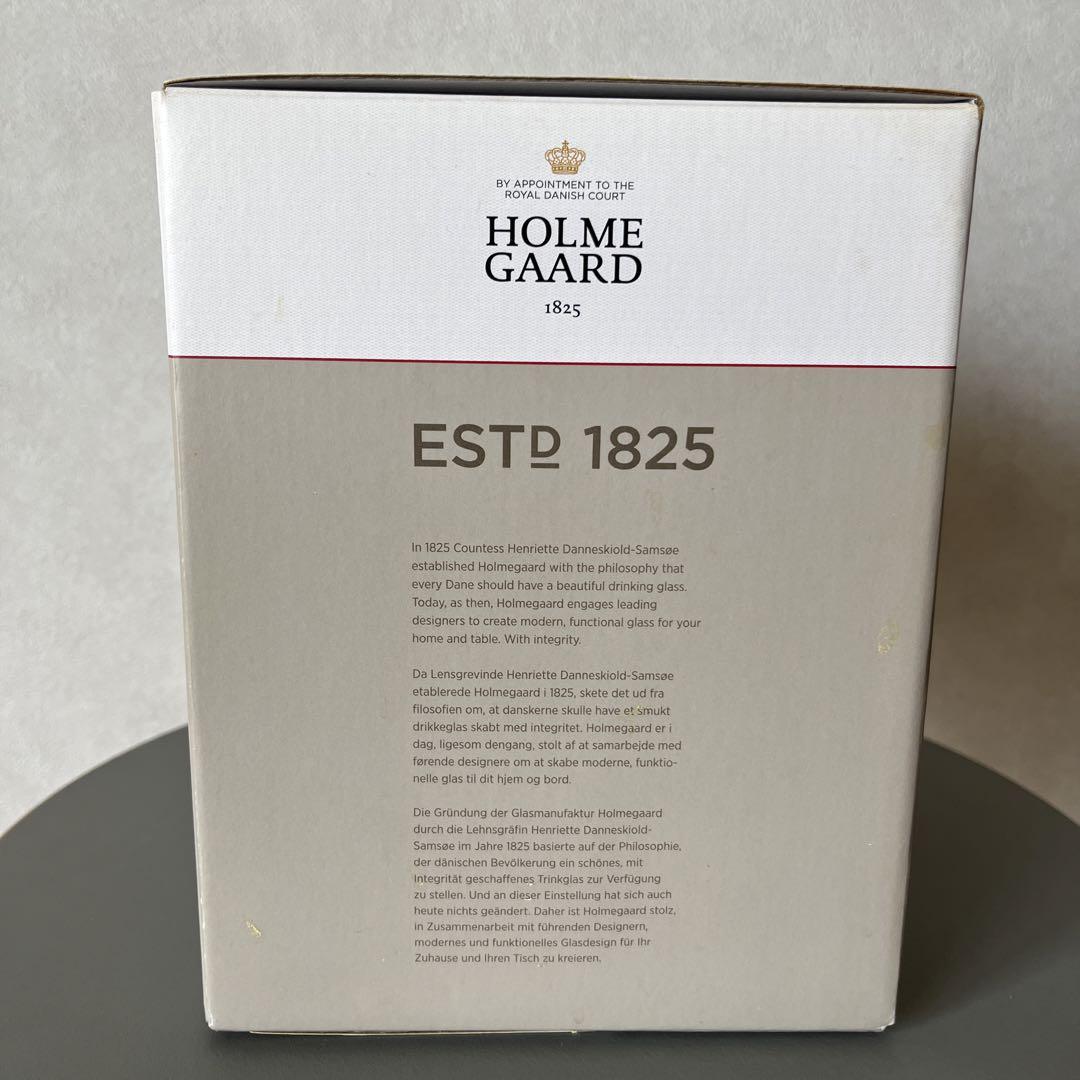 BY APPOINTMENT TO THE
ROYAL DANISH COURT
HOLME
GAARD
1825
ESTD 1825
In 1825 Countess Henriette Danneskiold-Samsøe
established Holmegaard with the philosophy that
every Dane should have a beautiful drinking glass.
Today, as then, Holmegaard engages leading
designers to create modern, functional glass for your
home and table. With integrity.
Da Lensgrevinde Henriette Danneskiold-Samsøe
etablerede Holmegaard i 1825, skete det ud fra
filosofien om, at danskerne skulle have et smukt
drikkeglas skabt med integritet. Holmegaard er i
dag, ligesom dengang, stolt af at samarbejde med
førende designere om at skabe moderne, funktio-
nelle glas til dit hjem og bord.
Die Gründung der Glasmanufaktur Holmegaard
durch die Lehnsgräfin Henriette Danneskiold-
Samsøe im Jahre 1825 basierte auf der Philosophie,
der dänischen Bevölkerung ein schönes, mit
Integrität geschaffenes Trinkglas zur Verfügung
zu stellen. Und an dieser Einstellung hat sich auch
heute nichts geändert. Daher ist Holmegaard stolz,
in Zusammenarbeit mit führenden Designern,
modernes und funktionelles Glasdesign für Ihr
Zuhause und Ihren Tisch zu kreieren.